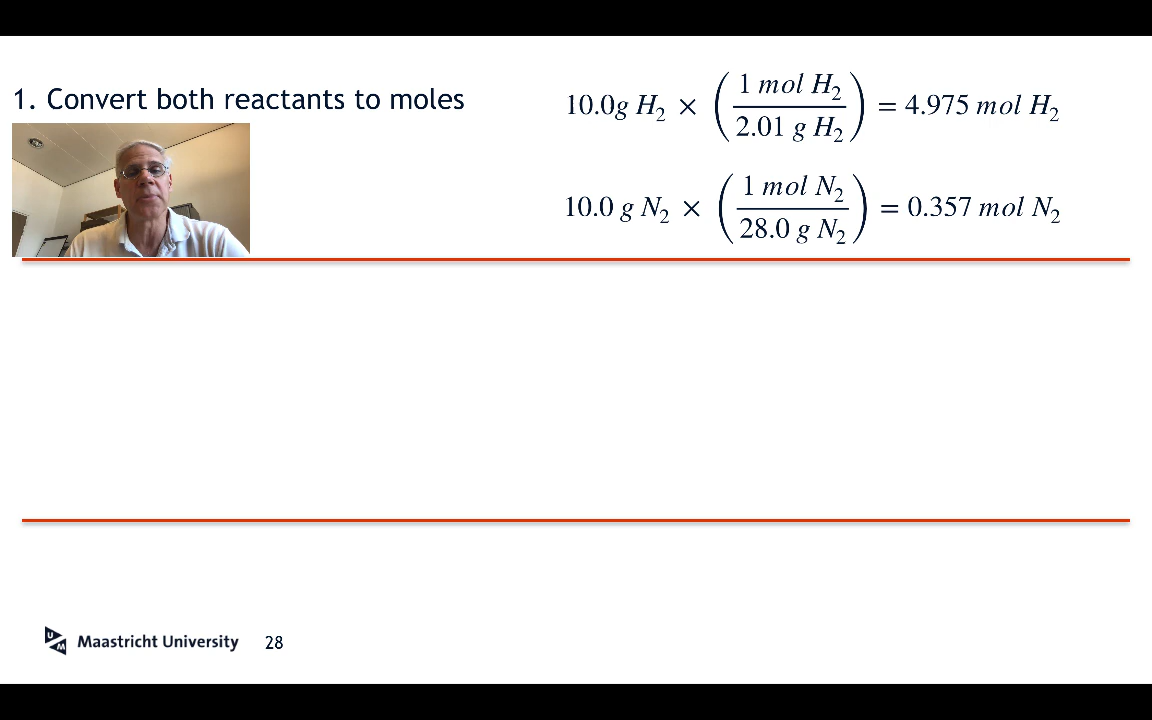 1. Convert both reactants to moles
10.0g H₂ × (1 mol H₂ / 2.01 g H₂) = 4.975 mol H₂
10.0 g N₂ × (1 mol N₂ / 28.0 g N₂) = 0.357 mol N₂
UM Maastricht University 28